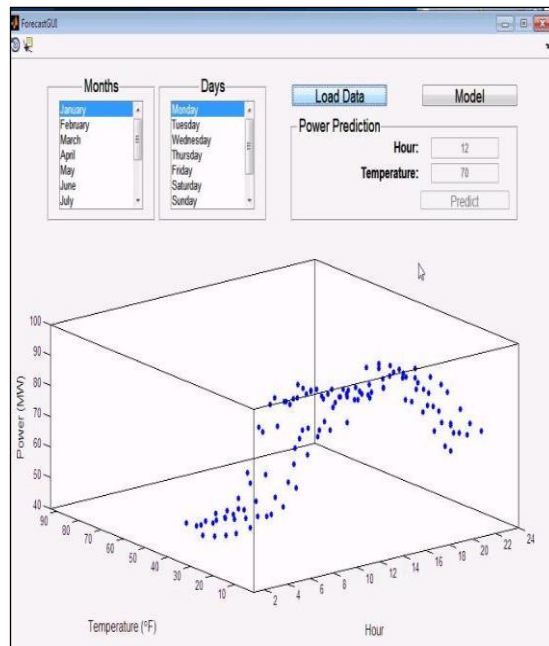 ForecastGUI
Months
January
February
March
April
May
June
July
Days
Monday
Tuesday
Wednesday
Thursday
Friday
Saturday
Sunday
Load Data
Model
Power Prediction
Hour:
12
Temperature:
70
Predict
Power (MW)
100
90
80
70
60
50
40
90
80
70
60
50
40
30
20
10
2
4
6
8
10
12
14
16
18
20
22
24
Temperature (ºF)
Hour